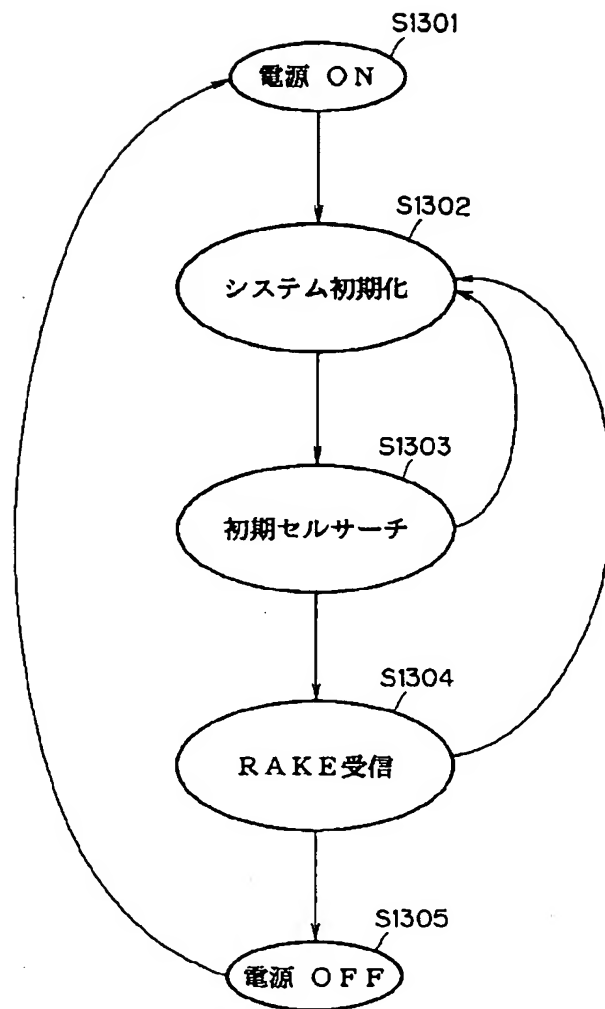 S1301
電源 ON
S1302
システム初期化
S1303
初期セルサーチ
S1304
RAKE受信
S1305
電源 OFF